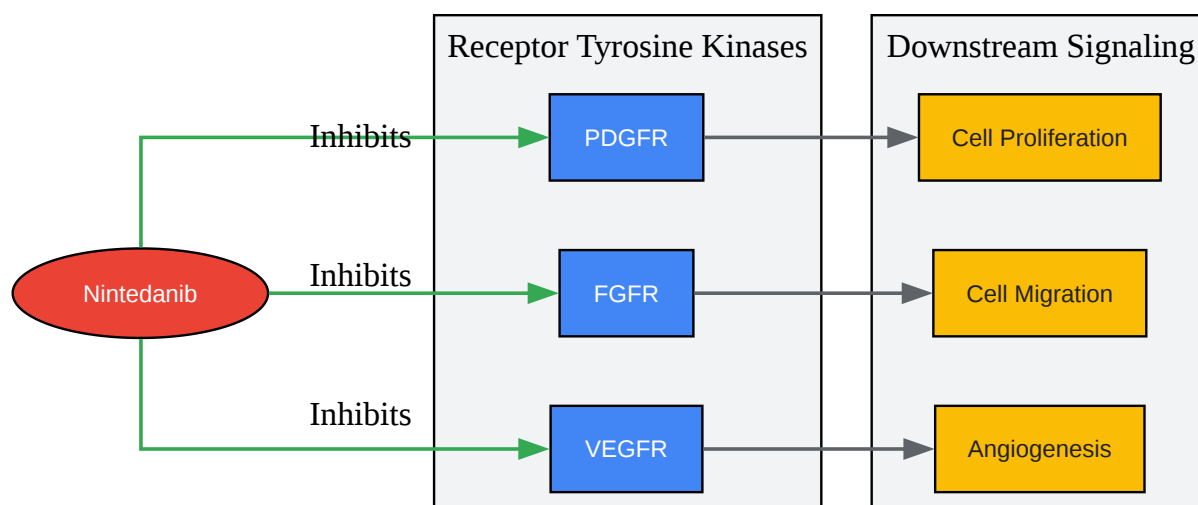 Receptor Tyrosine Kinases
Downstream Signaling
Inhibits
PDGFR
Cell Proliferation
Nintedanib
Inhibits
FGFR
Cell Migration
Inhibits
VEGFR
Angiogenesis